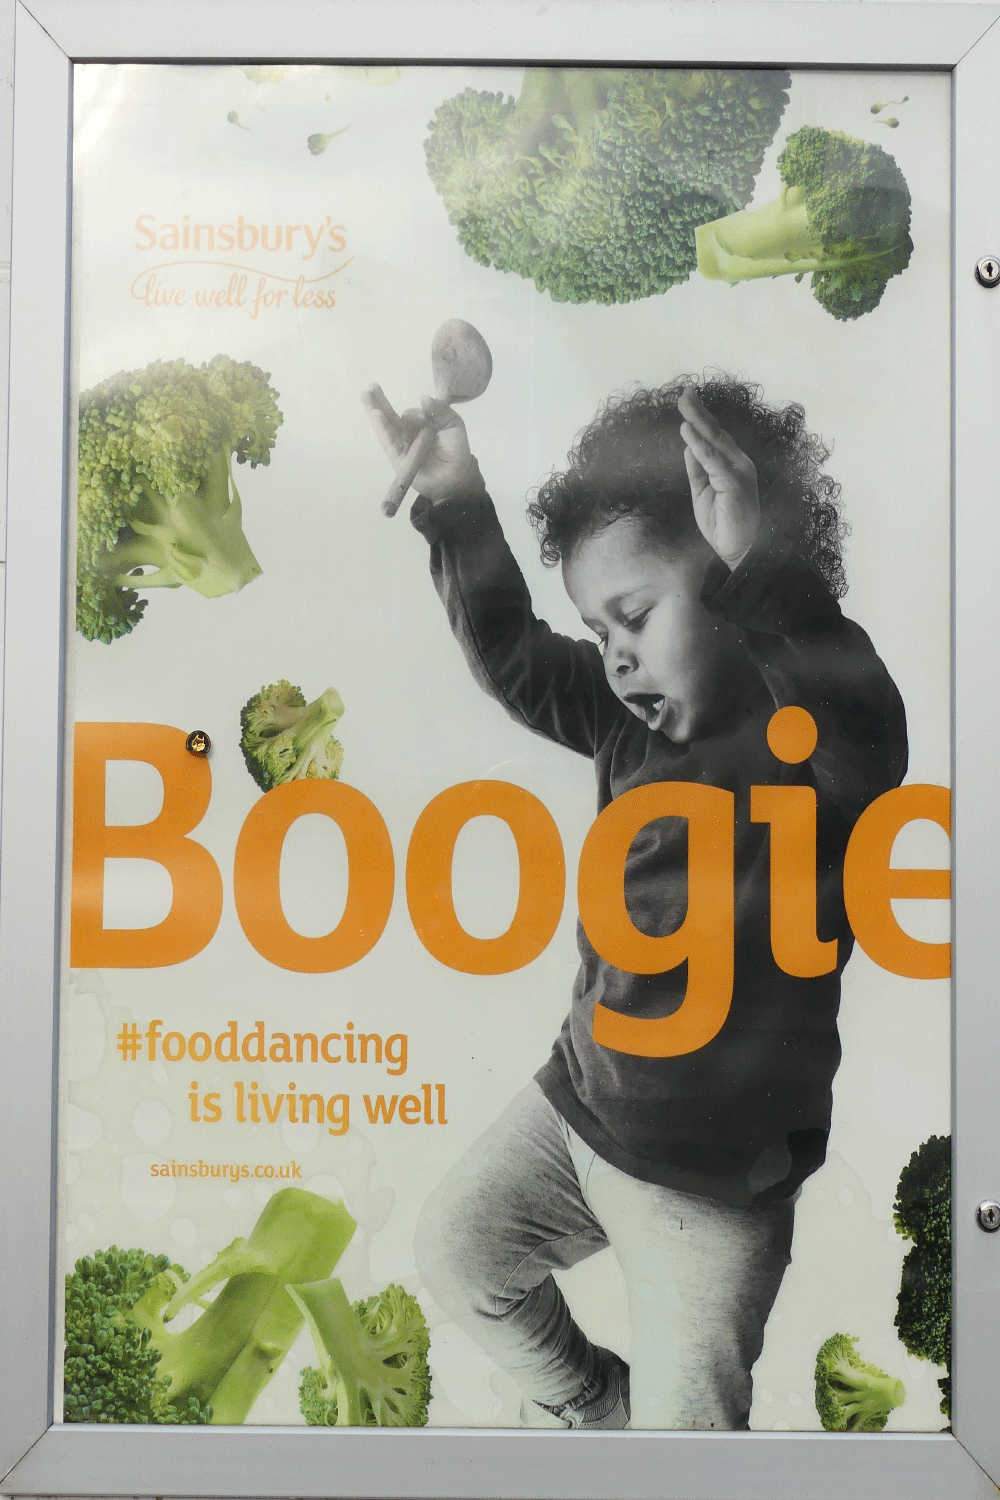 Sainsbury's
live well for less
Boogie
#fooddancing
is living well
sainsburys.co.uk